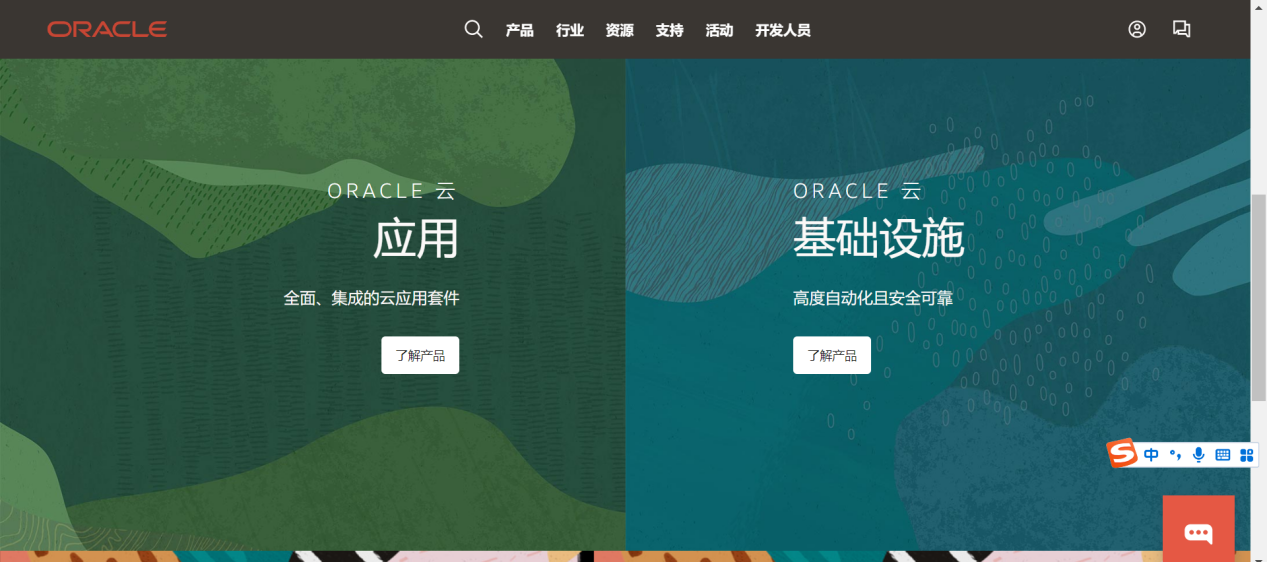 ORACLE
产品 行业 资源 支持 活动 开发人员
ORACLE 云
应用
全面、集成的云应用套件
了解产品
ORACLE 云
基础设施
高度自动化且安全可靠
了解产品
S 中